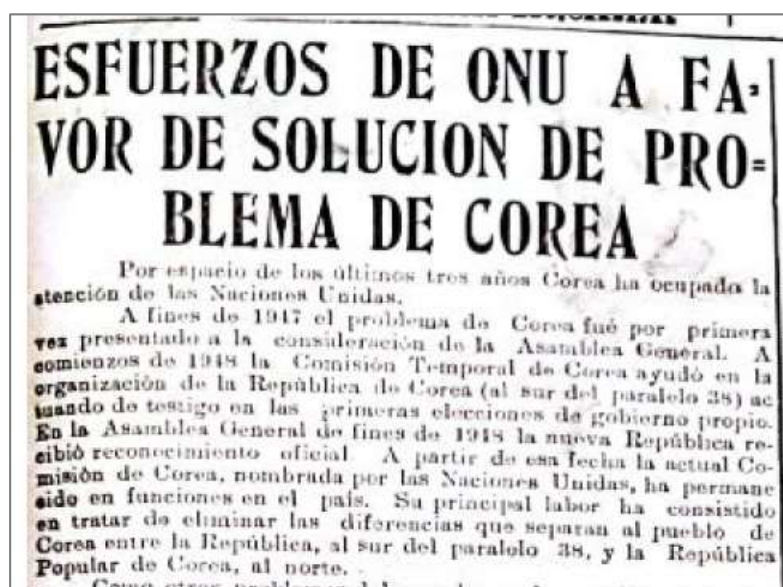 ESFUERZOS DE ONU A FA-
VOR DE SOLUCION DE PRO=
BLEMA DE COREA
Por espacio de los últimos tres años Corea ha ocupado la
atención de las Naciones Unidas.
A fines de 1947 el problema de Corea fué por primera
vez presentado a la consideración de la Asamblea General. A
comienzos de 1948 la Comisión Temporal de Corea ayudó en la
organización de la República de Corea (al sur del paralelo 38) ac
tuando de testigo en las primeras elecciones de gobierno propio.
En la Asamblea General de fines de 1948 la nueva República re-
cibió reconocimiento oficial. A partir de esa fecha la actual Co-
misión de Corea, nombrada por las Naciones Unidas, ha permane
cido en funciones en el país. Su principal labor ha consistido
en tratar de eliminar las diferencias que separan al pueblo de
Corea entre la República, al sur del paralelo 38, y la República
Popular de Corea, al norte.